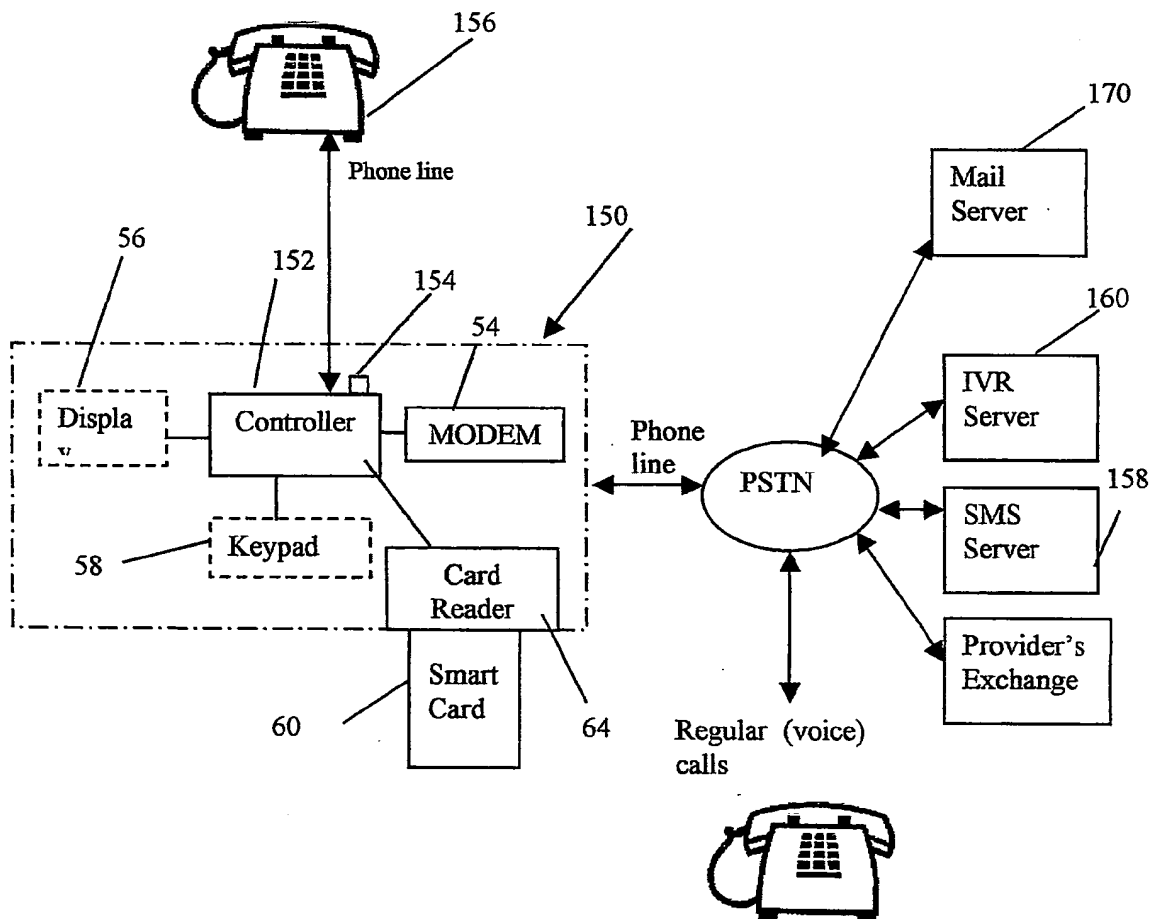 156
170
Phone line
Mail
Server
150
56
152
154
54
160
IVR
Server
Displa
y
Controller
MODEM
Phone
line
PSTN
158
SMS
Server
58
Keypad
Card
Reader
Provider's
Exchange
Smart
Card
60
64
Regular (voice)
calls